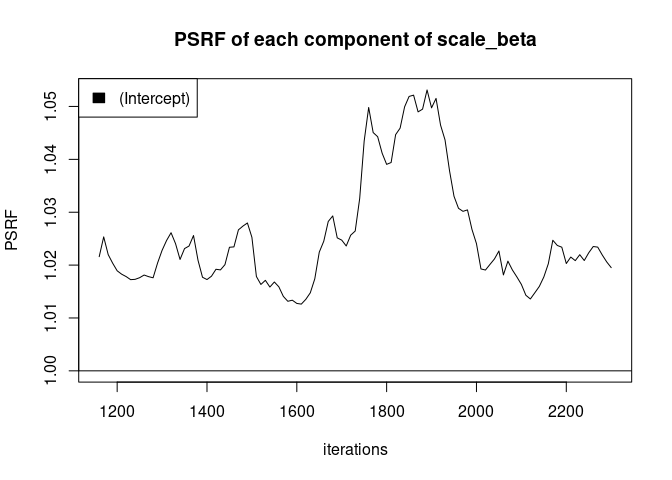 PSRF of each component of scale_beta
(Intercept)
PSRF
1.05
1.04
1.03
1.02
1.01
1.00
1200 1400 1600 1800 2000 2200
iterations